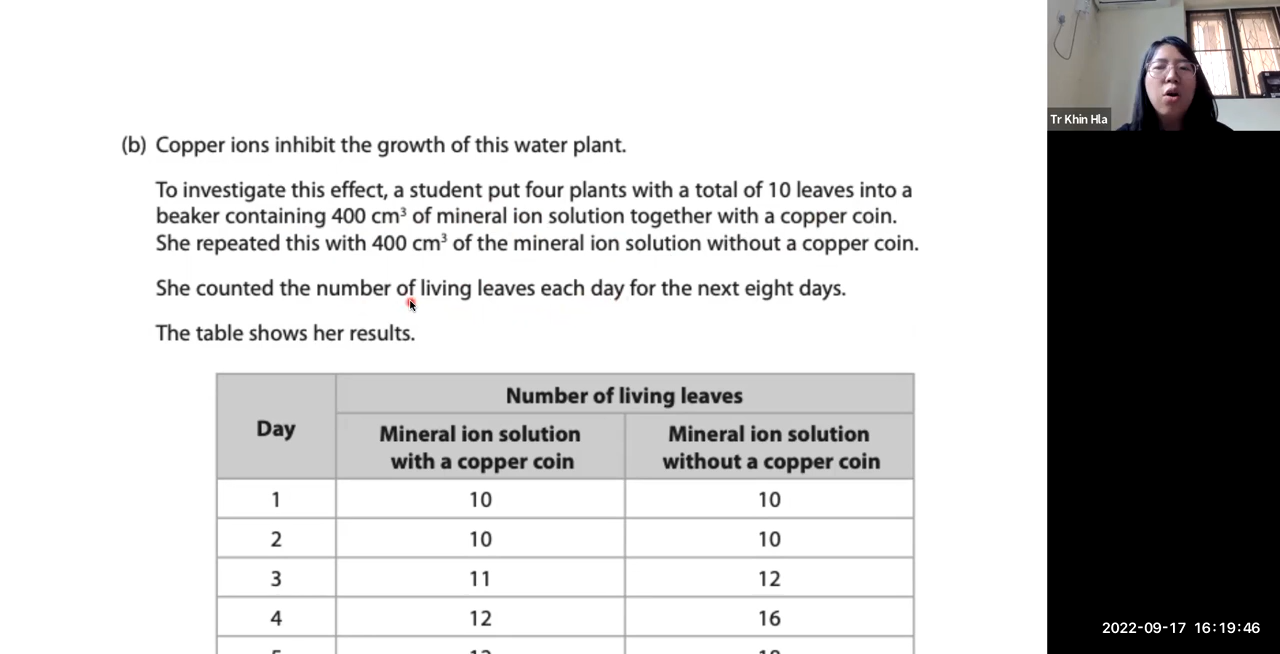 Tr Khin Hla
(b) Copper ions inhibit the growth of this water plant.
To investigate this effect, a student put four plants with a total of 10 leaves into a
beaker containing 400 cm³ of mineral ion solution together with a copper coin.
She repeated this with 400 cm³ of the mineral ion solution without a copper coin.
She counted the number of living leaves each day for the next eight days.
The table shows her results.
Day
Number of living leaves
Mineral ion solution
with a copper coin
Mineral ion solution
without a copper coin
1 10 10
2 10 10
3 11 12
4 12 16
2022-09-17 16:19:46